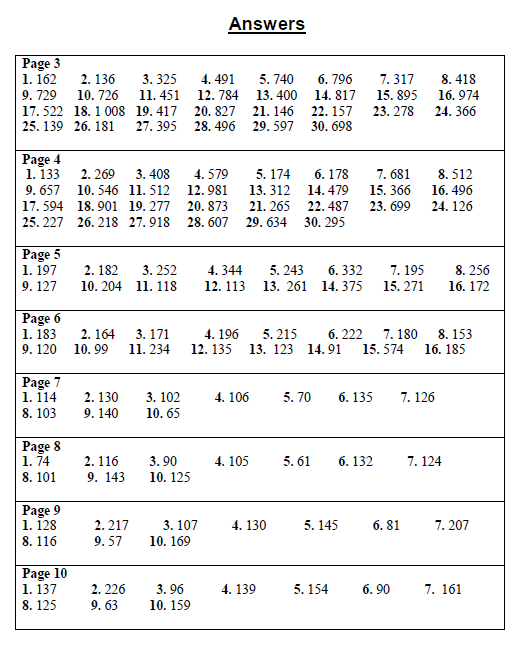 Answers
Page 3
1. 162 2. 136 3. 325 4. 491 5. 740 6. 796 7. 317 8. 418
9. 729 10. 726 11. 451 12. 784 13. 400 14. 817 15. 895 16. 974
17. 522 18. 1 008 19. 417 20. 827 21. 146 22. 157 23. 278 24. 366
25. 139 26. 181 27. 395 28. 496 29. 597 30. 698
Page 4
1. 133 2. 269 3. 408 4. 579 5. 174 6. 178 7. 681 8. 512
9. 657 10. 546 11. 512 12. 981 13. 312 14. 479 15. 366 16. 496
17. 594 18. 901 19. 277 20. 873 21. 265 22. 487 23. 699 24. 126
25. 227 26. 218 27. 918 28. 607 29. 634 30. 295
Page 5
1. 197 2. 182 3. 252 4. 344 5. 243 6. 332 7. 195 8. 256
9. 127 10. 204 11. 118 12. 113 13. 261 14. 375 15. 271 16. 172
Page 6
1. 183 2. 164 3. 171 4. 196 5. 215 6. 222 7. 180 8. 153
9. 120 10. 99 11. 234 12. 135 13. 123 14. 91 15. 574 16. 185
Page 7
1. 114 2. 130 3. 102 4. 106 5. 70 6. 135 7. 126
8. 103 9. 140 10. 65
Page 8
1. 74 2. 116 3. 90 4. 105 5. 61 6. 132 7. 124
8. 101 9. 143 10. 125
Page 9
1. 128 2. 217 3. 107 4. 130 5. 145 6. 81 7. 207
8. 116 9. 57 10. 169
Page 10
1. 137 2. 226 3. 96 4. 139 5. 154 6. 90 7. 161
8. 125 9. 63 10. 159